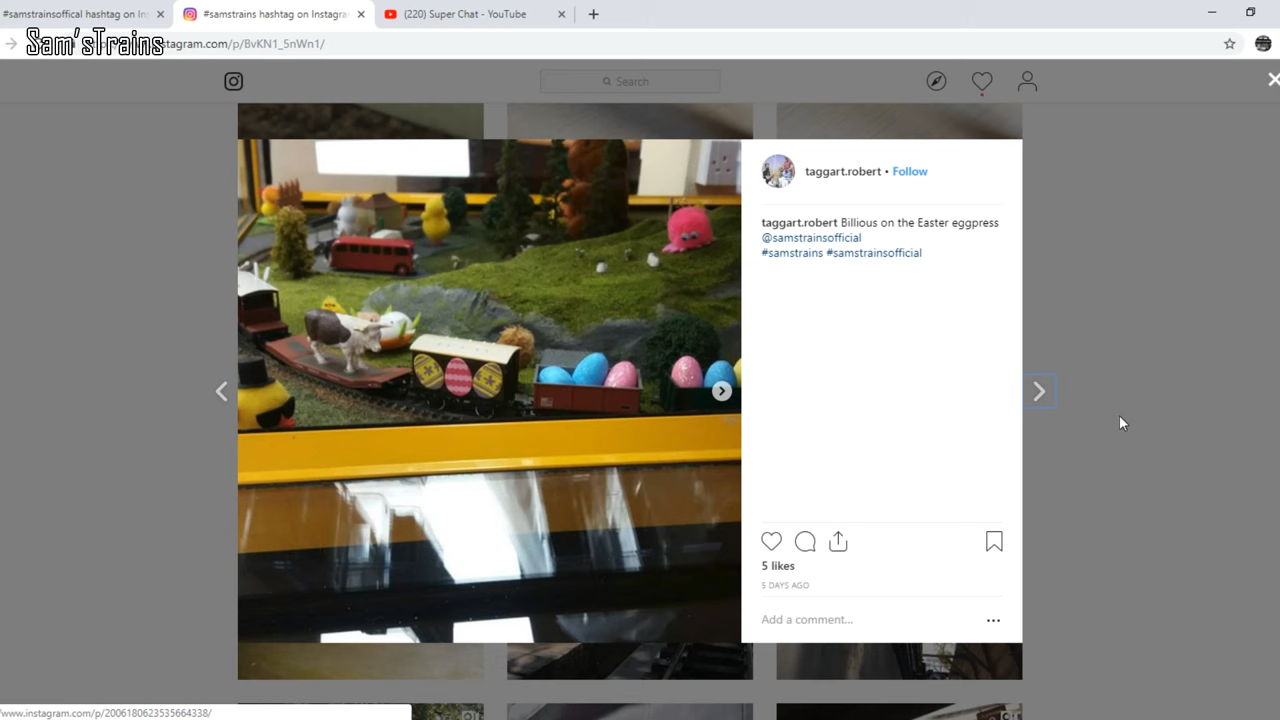 #samstrainsoffical hashtag on In
#samstrains hashtag on Instagra
(220) Super Chat - YouTube
Sam'sTrains
stagram.com/p/BvKN1_5nWn1/
Search
taggart.robert • Follow
taggart.robert Billious on the Easter eggpress
@samstrainsofficial
#samstrains #samstrainsofficial
5 likes
5 DAYS AGO
Add a comment...
/www.instagram.com/p/2006180623535664338/